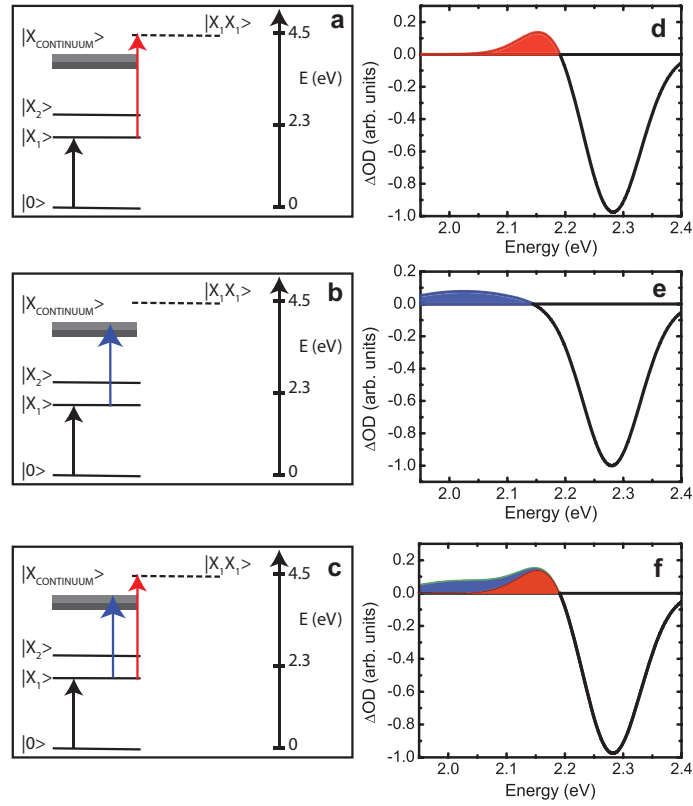 a
|X₁X₁>
|X_CONTINUUM>
4.5
E (eV)
|X₂>
2.3
|X₁>
|0>
0
d
0.2
0.0
-0.2
-0.4
-0.6
-0.8
-1.0
ΔOD (arb. units)
2.0 2.1 2.2 2.3 2.4
Energy (eV)
b
|X₁X₁>
|X_CONTINUUM>
4.5
E (eV)
|X₂>
2.3
|X₁>
|0>
0
e
0.2
0.0
-0.2
-0.4
-0.6
-0.8
-1.0
ΔOD (arb. units)
2.0 2.1 2.2 2.3 2.4
Energy (eV)
c
|X₁X₁>
|X_CONTINUUM>
4.5
E (eV)
|X₂>
2.3
|X₁>
|0>
0
f
0.2
0.0
-0.2
-0.4
-0.6
-0.8
-1.0
ΔOD (arb. units)
2.0 2.1 2.2 2.3 2.4
Energy (eV)